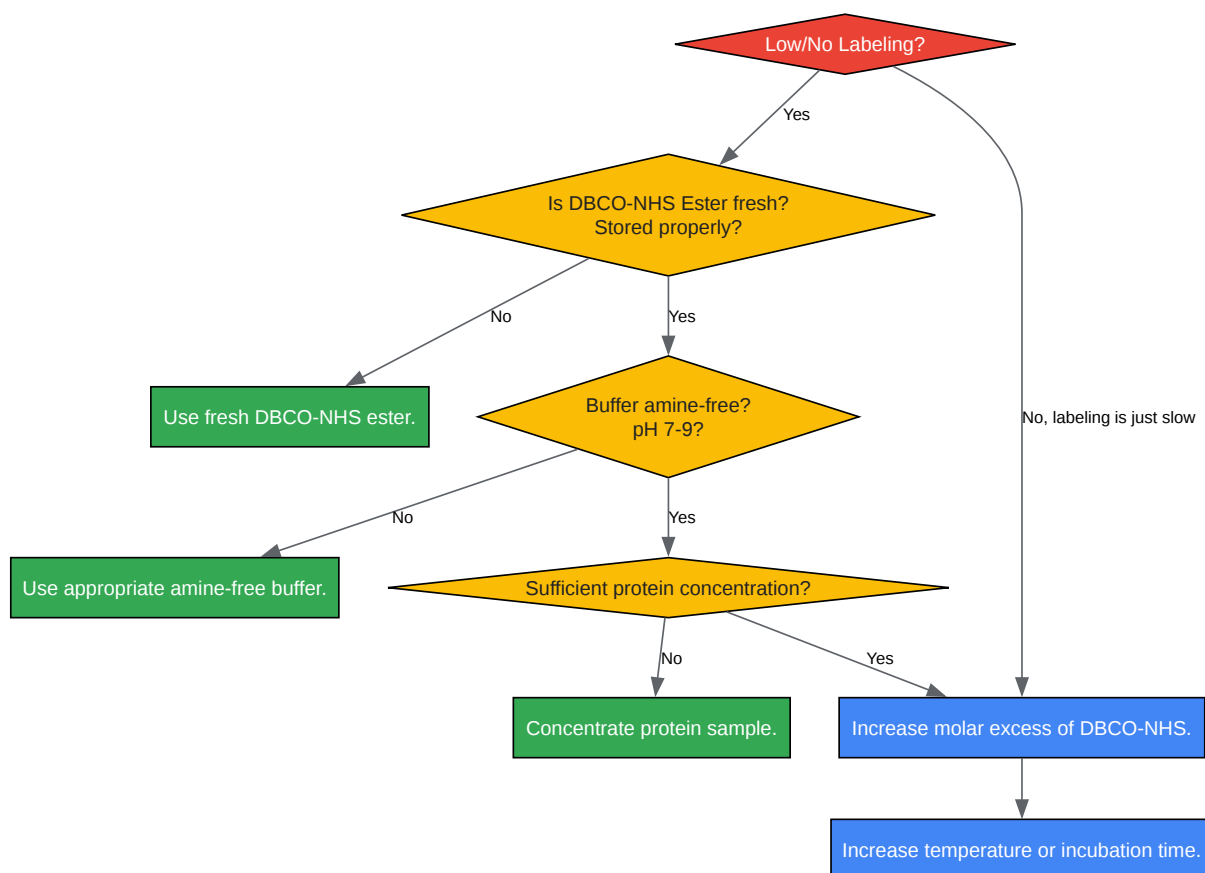 Low/No Labeling?
Yes
Is DBCO-NHS Ester fresh?
Stored properly?
No
Yes
Use fresh DBCO-NHS ester.
Buffer amine-free?
pH 7-9?
No, labeling is just slow
No
Yes
Use appropriate amine-free buffer.
Sufficient protein concentration?
No
Yes
Concentrate protein sample.
Increase molar excess of DBCO-NHS.
Increase temperature or incubation time.